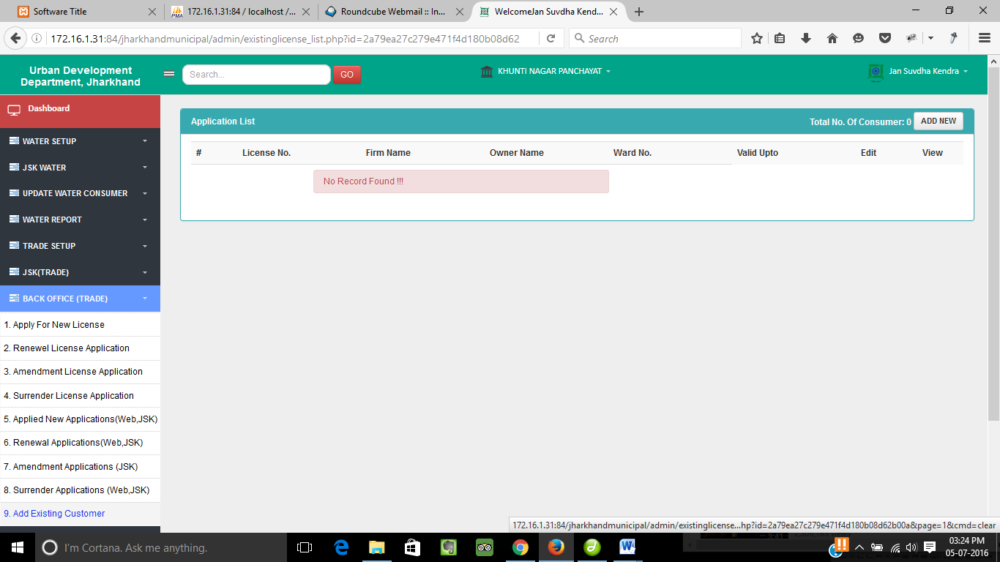 Software Title
172.16.1.31:84 / localhost /...
Roundcube Webmail :: In...
WelcomeJan Suvdha Kend...
172.16.1.31:84/jharkhandmunicipal/admin/existinglicense_list.php?id=2a79ea27c279e471f4d180b08d62
Search
Urban Development
Department, Jharkhand
Search...
GO
KHUNTI NAGAR PANCHAYAT
Jan Suvdha Kendra
Dashboard
Application List
Total No. Of Consumer: 0
ADD NEW
WATER SETUP
# License No. Firm Name Owner Name Ward No. Valid Upto Edit View
JSK WATER
No Record Found !!!
UPDATE WATER CONSUMER
WATER REPORT
TRADE SETUP
JSK(TRADE)
BACK OFFICE (TRADE)
1. Apply For New License
2. Renewel License Application
3. Amendment License Application
4. Surrender License Application
5. Applied New Applications(Web,JSK)
6. Renewal Applications(Web,JSK)
7. Amendment Applications (JSK)
8. Surrender Applications (Web,JSK)
9. Add Existing Customer
172.16.1.31:84/jharkhandmunicipal/admin/existinglicense...hp?id=2a79ea27c279e471f4d180b08d62b00a&page=1&cmd=clear
I'm Cortana. Ask me anything.
03:24 PM
05-07-2016